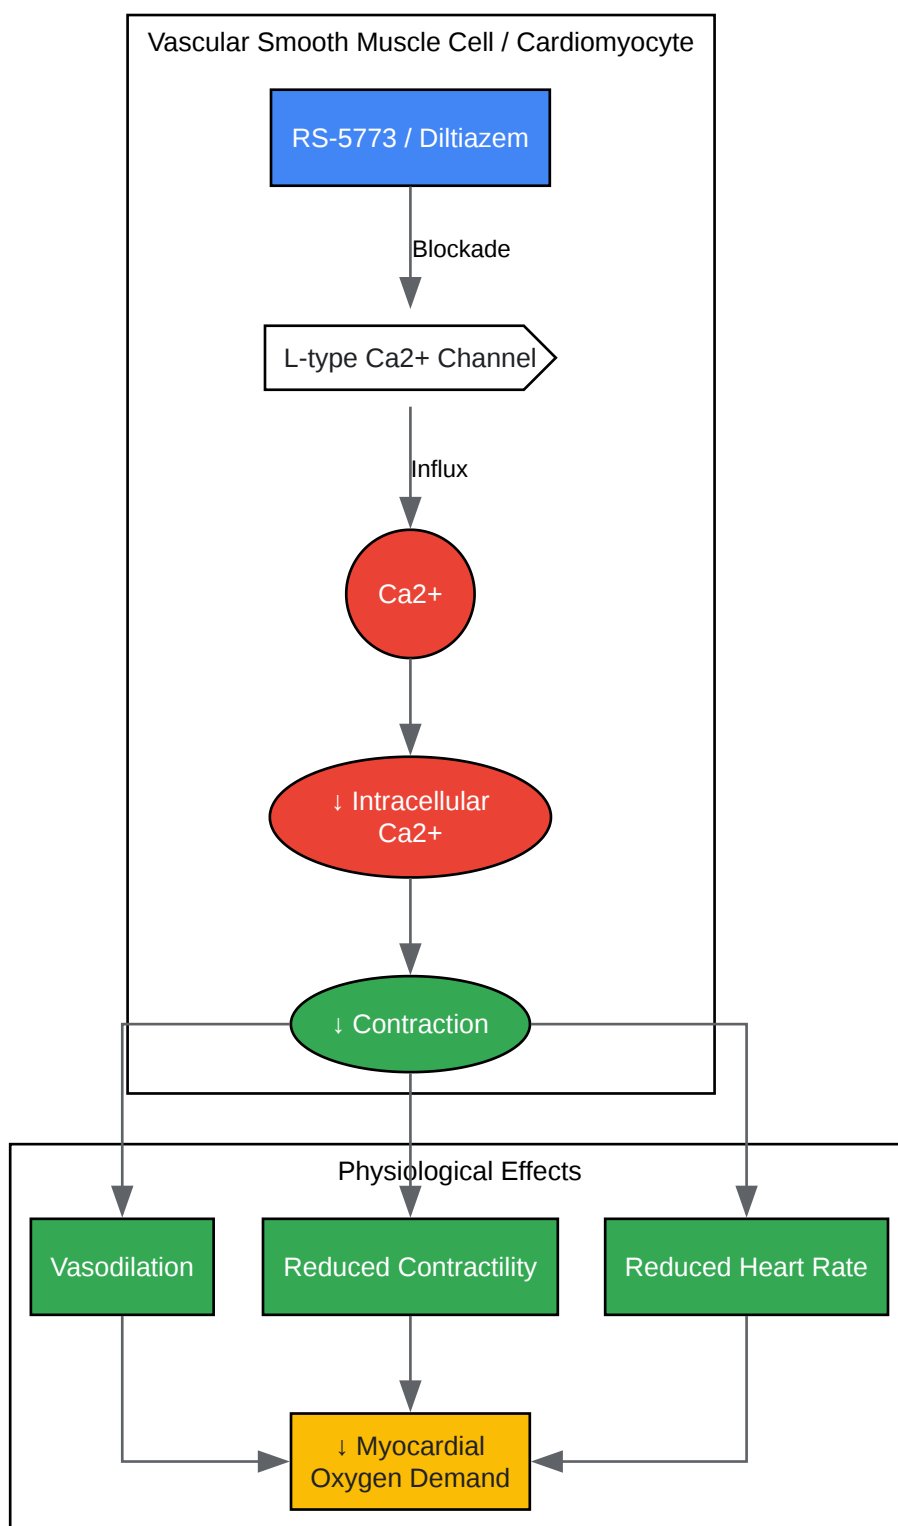 Vascular Smooth Muscle Cell / Cardiomyocyte
RS-5773 / Diltiazem
Blockade
L-type Ca2+ Channel
Influx
Ca2+
↓ Intracellular
Ca2+
↓ Contraction
Physiological Effects
Vasodilation
Reduced Contractility
Reduced Heart Rate
↓ Myocardial
Oxygen Demand